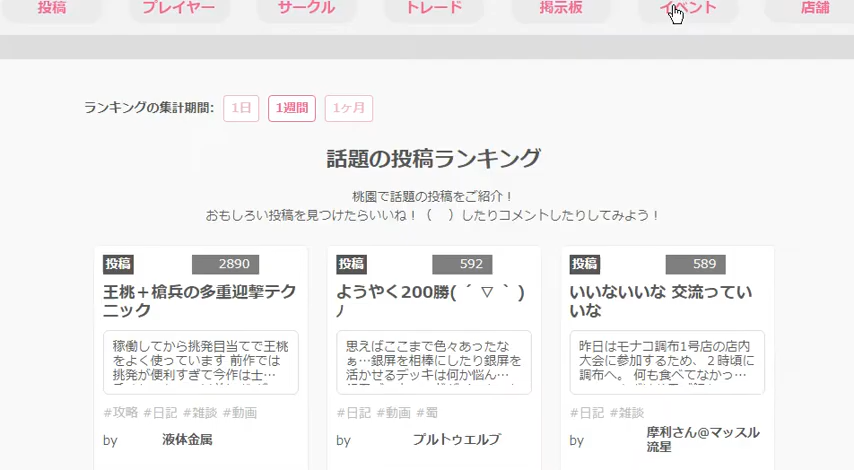 投稿 プレイヤー サークル トレード 掲示板 イベント 店舗
ランキングの集計期間: 1日 1週間 1ヶ月
話題の投稿ランキング
桃園で話題の投稿をご紹介！
おもしろい投稿を見つけたらいいね！（　）したりコメントしたりしてみよう！
投稿 2890
王桃＋槍兵の多重迎撃テク
ニック
稼働してから挑発目当てで王桃
をよく使っています 前作では
挑発が便利すぎて今作は士…
#攻略 #日記 #雑談 #動画
by 液体金属
投稿 592
ようやく200勝( ´ ▽ ｀ )
ﾉ
思えばここまで色々あったな
ぁ…銀屏を相棒にしたり銀屏を
活かせるデッキは何か悩ん…
#日記 #動画 #蜀
by プルトゥエルブ
投稿 589
いいないいな 交流ってい
いな
昨日はモナコ調布1号店の店内
大会に参加するため、２時頃に
調布へ。 何も食べてなかっ…
#日記 #雑談
by 摩利さん@マッスル
流星